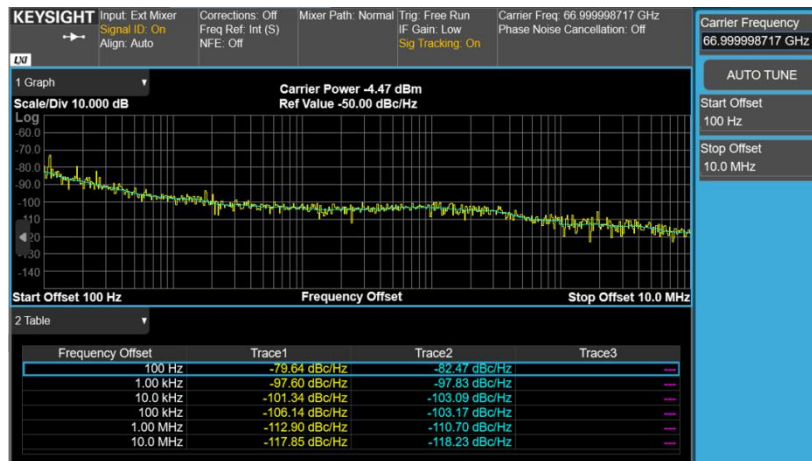 KEYSIGHT
LXI
Input: Ext Mixer
Signal ID: On
Align: Auto
Corrections: Off
Freq Ref: Int (S)
NFE: Off
Mixer Path: Normal
Trig: Free Run
IF Gain: Low
Sig Tracking: On
Carrier Freq: 66.999998717 GHz
Phase Noise Cancellation: Off
Carrier Frequency
66.999998717 GHz
AUTO TUNE
Start Offset
100 Hz
Stop Offset
10.0 MHz
1 Graph
Scale/Div 10.000 dB
Carrier Power -4.47 dBm
Ref Value -50.00 dBc/Hz
Log
-60.0
-70.0
-80.0
-90.0
-100
-110
-140
Start Offset 100 Hz Frequency Offset Stop Offset 10.0 MHz
2 Table
Frequency Offset Trace1 Trace2 Trace3
100 Hz -79.64 dBc/Hz -82.47 dBc/Hz ---
1.00 kHz -97.60 dBc/Hz -97.83 dBc/Hz ---
10.0 kHz -101.34 dBc/Hz -103.09 dBc/Hz ---
100 kHz -106.14 dBc/Hz -103.17 dBc/Hz ---
1.00 MHz -112.90 dBc/Hz -110.70 dBc/Hz ---
10.0 MHz -117.85 dBc/Hz -118.23 dBc/Hz ---